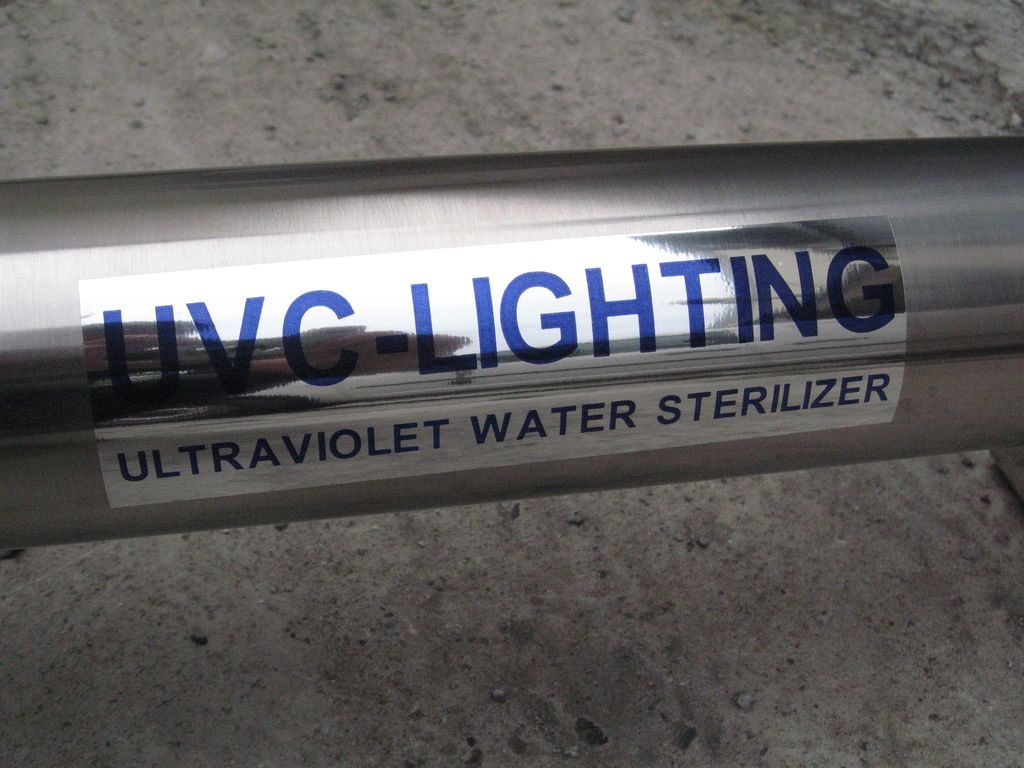 UVC-LIGHTING
ULTRAVIOLET WATER STERILIZER